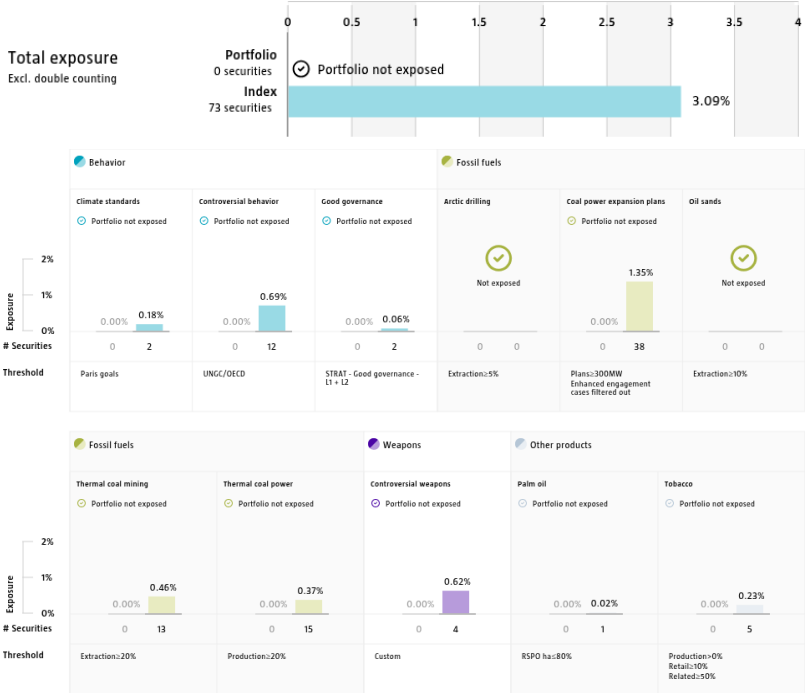 0 0.5 1 1.5 2 2.5 3 3.5 4
Total exposure
Excl. double counting
Portfolio
0 securities
Portfolio not exposed
Index
73 securities
3.09%
Behavior
Fossil fuels
Climate standards
Controversial behavior
Good governance
Arctic drilling
Coal power expansion plans
Oil sands
Portfolio not exposed
Portfolio not exposed
Portfolio not exposed
Portfolio not exposed
Exposure
2%
1%
0%
0.00% 0.18%
0.00% 0.69%
0.00% 0.06%
Not exposed
0.00% 1.35%
Not exposed
# Securities
0 2
0 12
0 2
0 0
0 38
0 0
Threshold
Paris goals
UNGC/OECD
STRAT - Good governance -
L1 + L2
Extraction≥5%
Plans≥300MW
Enhanced engagement
cases filtered out
Extraction≥10%
Fossil fuels
Weapons
Other products
Thermal coal mining
Thermal coal power
Controversial weapons
Palm oil
Tobacco
Portfolio not exposed
Portfolio not exposed
Portfolio not exposed
Portfolio not exposed
Portfolio not exposed
Exposure
2%
1%
0%
0.00% 0.46%
0.00% 0.37%
0.00% 0.62%
0.00% 0.02%
0.00% 0.23%
# Securities
0 13
0 15
0 4
0 1
0 5
Threshold
Extraction≥20%
Production≥20%
Custom
RSPO ha≤80%
Production>0%
Retail≥10%
Related≥50%